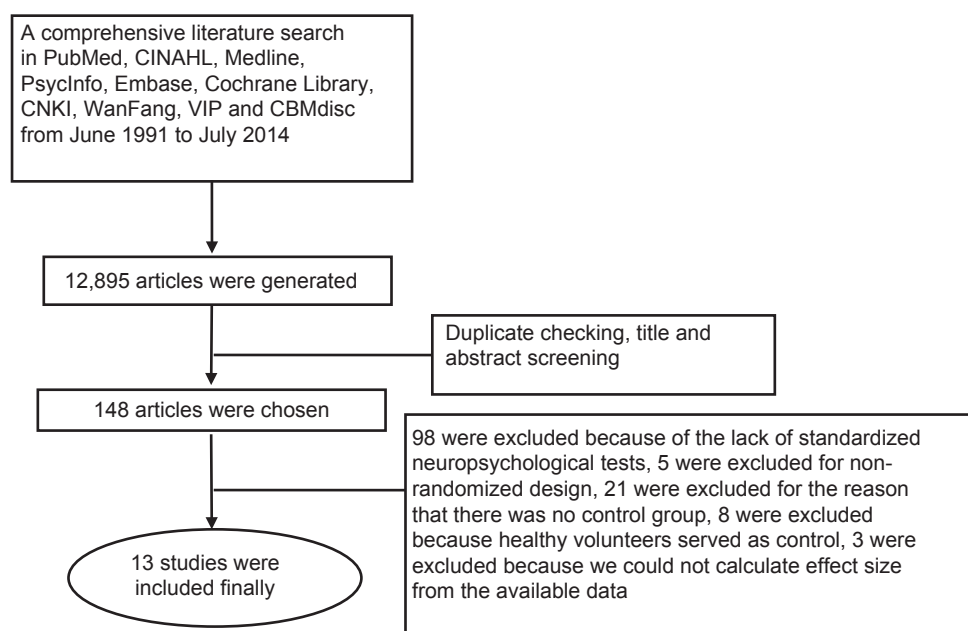 A comprehensive literature search
in PubMed, CINAHL, Medline,
PsycInfo, Embase, Cochrane Library,
CNKI, WanFang, VIP and CBMdisc
from June 1991 to July 2014
12,895 articles were generated
Duplicate checking, title and
abstract screening
148 articles were chosen
98 were excluded because of the lack of standardized
neuropsychological tests, 5 were excluded for non-
randomized design, 21 were excluded for the reason
that there was no control group, 8 were excluded
because healthy volunteers served as control, 3 were
excluded because we could not calculate effect size
from the available data
13 studies were
included finally